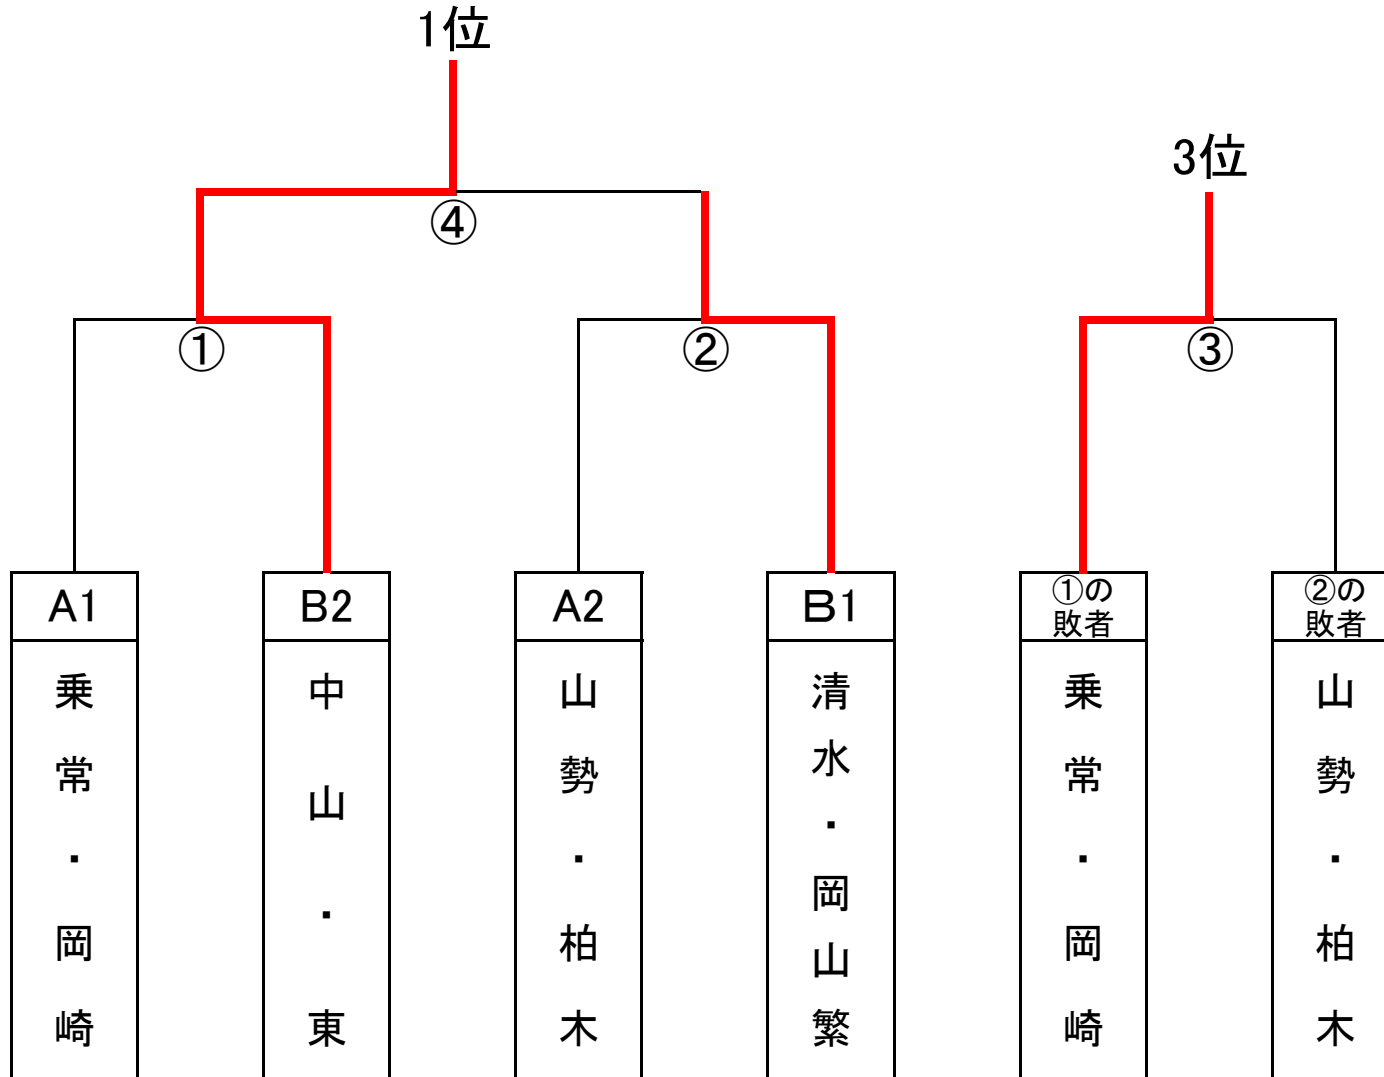 1位
3位
④
①
②
③
A1
B2
A2
B1
①の
敗者
②の
敗者
乗常・岡崎
中山・東
山勢・柏木
清水・岡山繁
乗常・岡崎
山勢・柏木